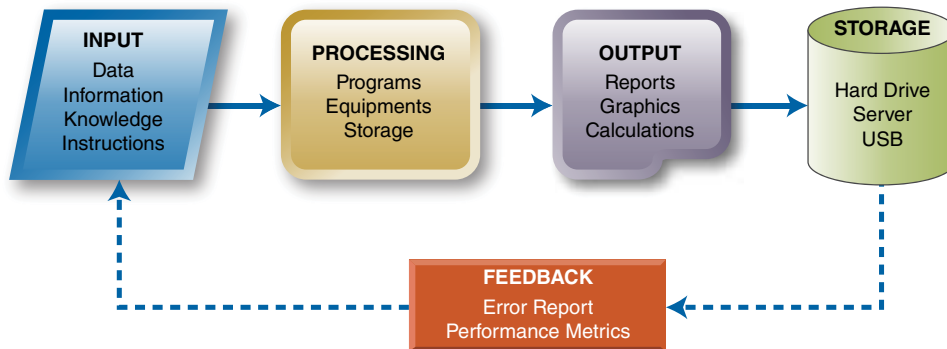 INPUT
Data
Information
Knowledge
Instructions
PROCESSING
Programs
Equipments
Storage
OUTPUT
Reports
Graphics
Calculations
STORAGE
Hard Drive
Server
USB
FEEDBACK
Error Report
Performance Metrics